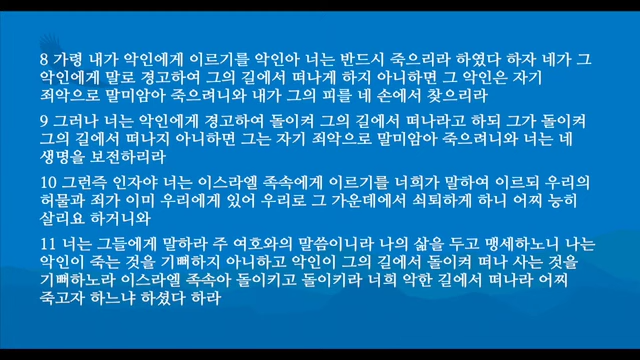 8 가령 내가 악인에게 이르기를 악인아 너는 반드시 죽으리라 하였다 하자 네가 그
악인에게 말로 경고하여 그의 길에서 떠나게 하지 아니하면 그 악인은 자기
죄악으로 말미암아 죽으려니와 내가 그의 피를 네 손에서 찾으리라
9 그러나 너는 악인에게 경고하여 돌이켜 그의 길에서 떠나라고 하되 그가 돌이켜
그의 길에서 떠나지 아니하면 그는 자기 죄악으로 말미암아 죽으려니와 너는 네
생명을 보전하리라
10 그런즉 인자야 너는 이스라엘 족속에게 이르기를 너희가 말하여 이르되 우리의
허물과 죄가 이미 우리에게 있어 우리로 그 가운데에서 쇠퇴하게 하니 어찌 능히
살리요 하거니와
11 너는 그들에게 말하라 주 여호와의 말씀이니라 나의 삶을 두고 맹세하노니 나는
악인이 죽는 것을 기뻐하지 아니하고 악인이 그의 길에서 돌이켜 떠나 사는 것을
기뻐하노라 이스라엘 족속아 돌이키고 돌이키라 너희 악한 길에서 떠나라 어찌
죽고자 하느냐 하셨다 하라